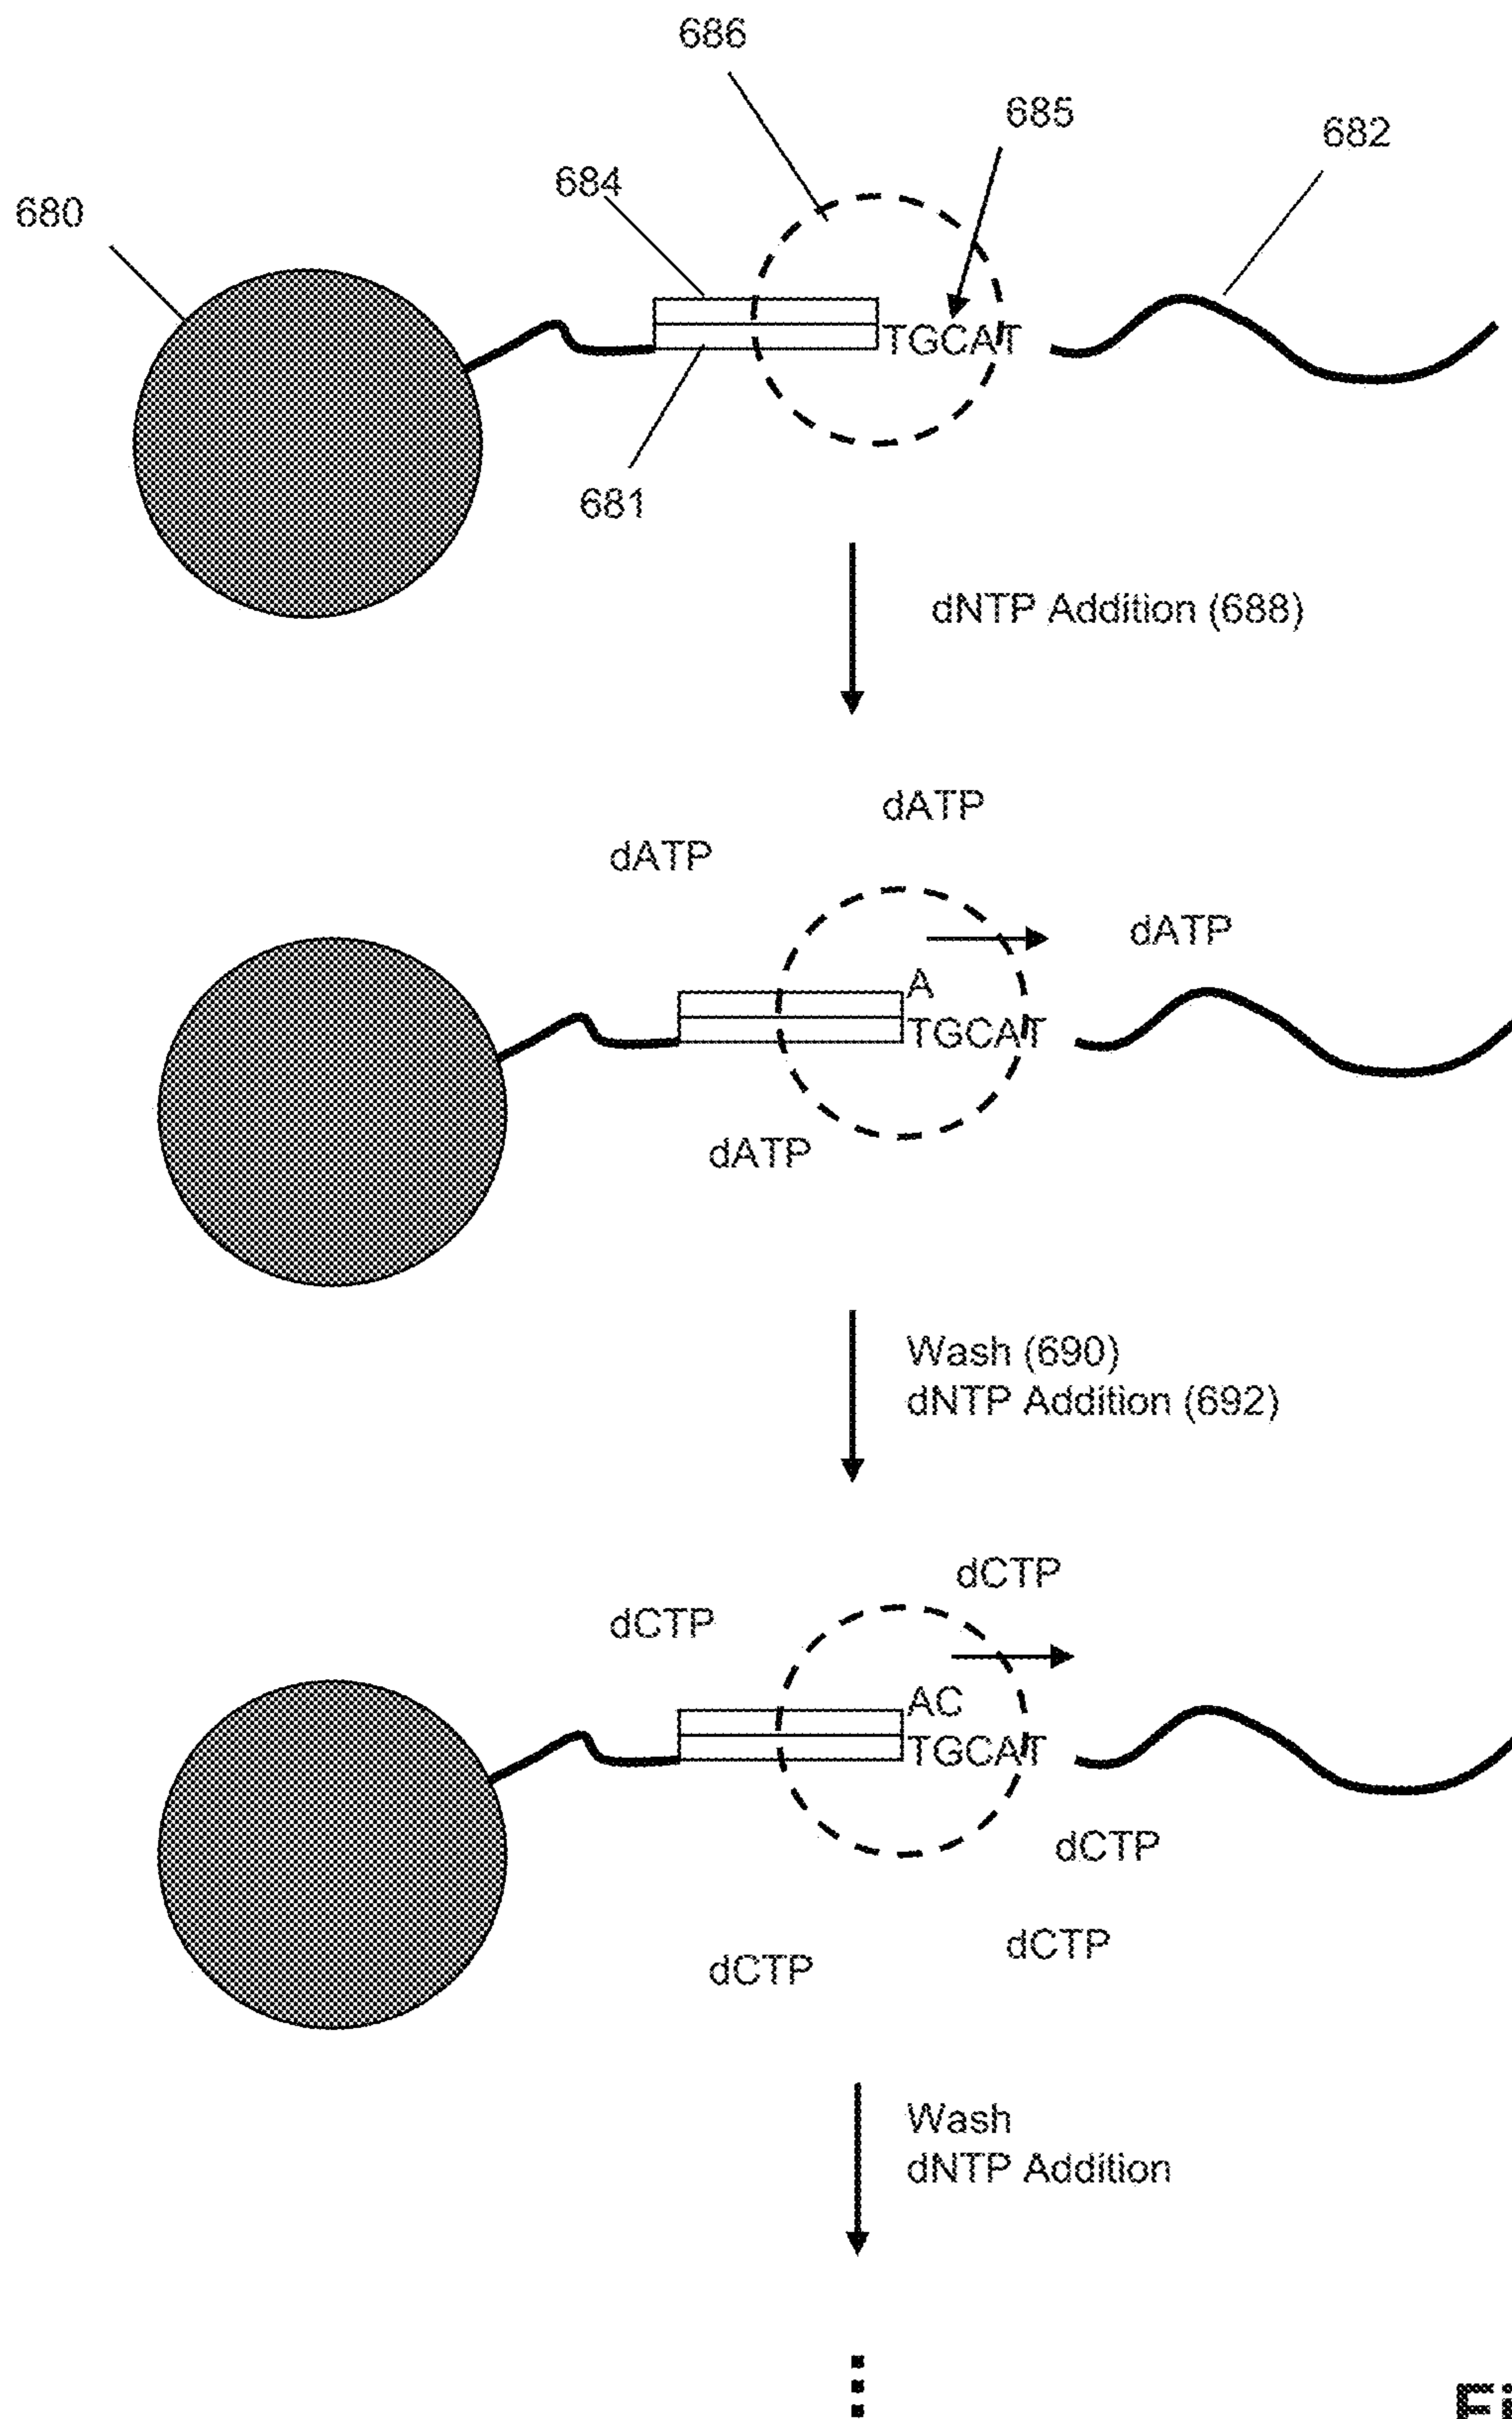 686
685
682
684
680
TGCAT
681
dNTP Addition (688)
dATP
dATP
dATP
A
TGCAT
dATP
Wash (690)
dNTP Addition (692)
dCTP
dCTP
AC
TGCAT
dCTP
dCTP
dCTP
Wash
dNTP Addition